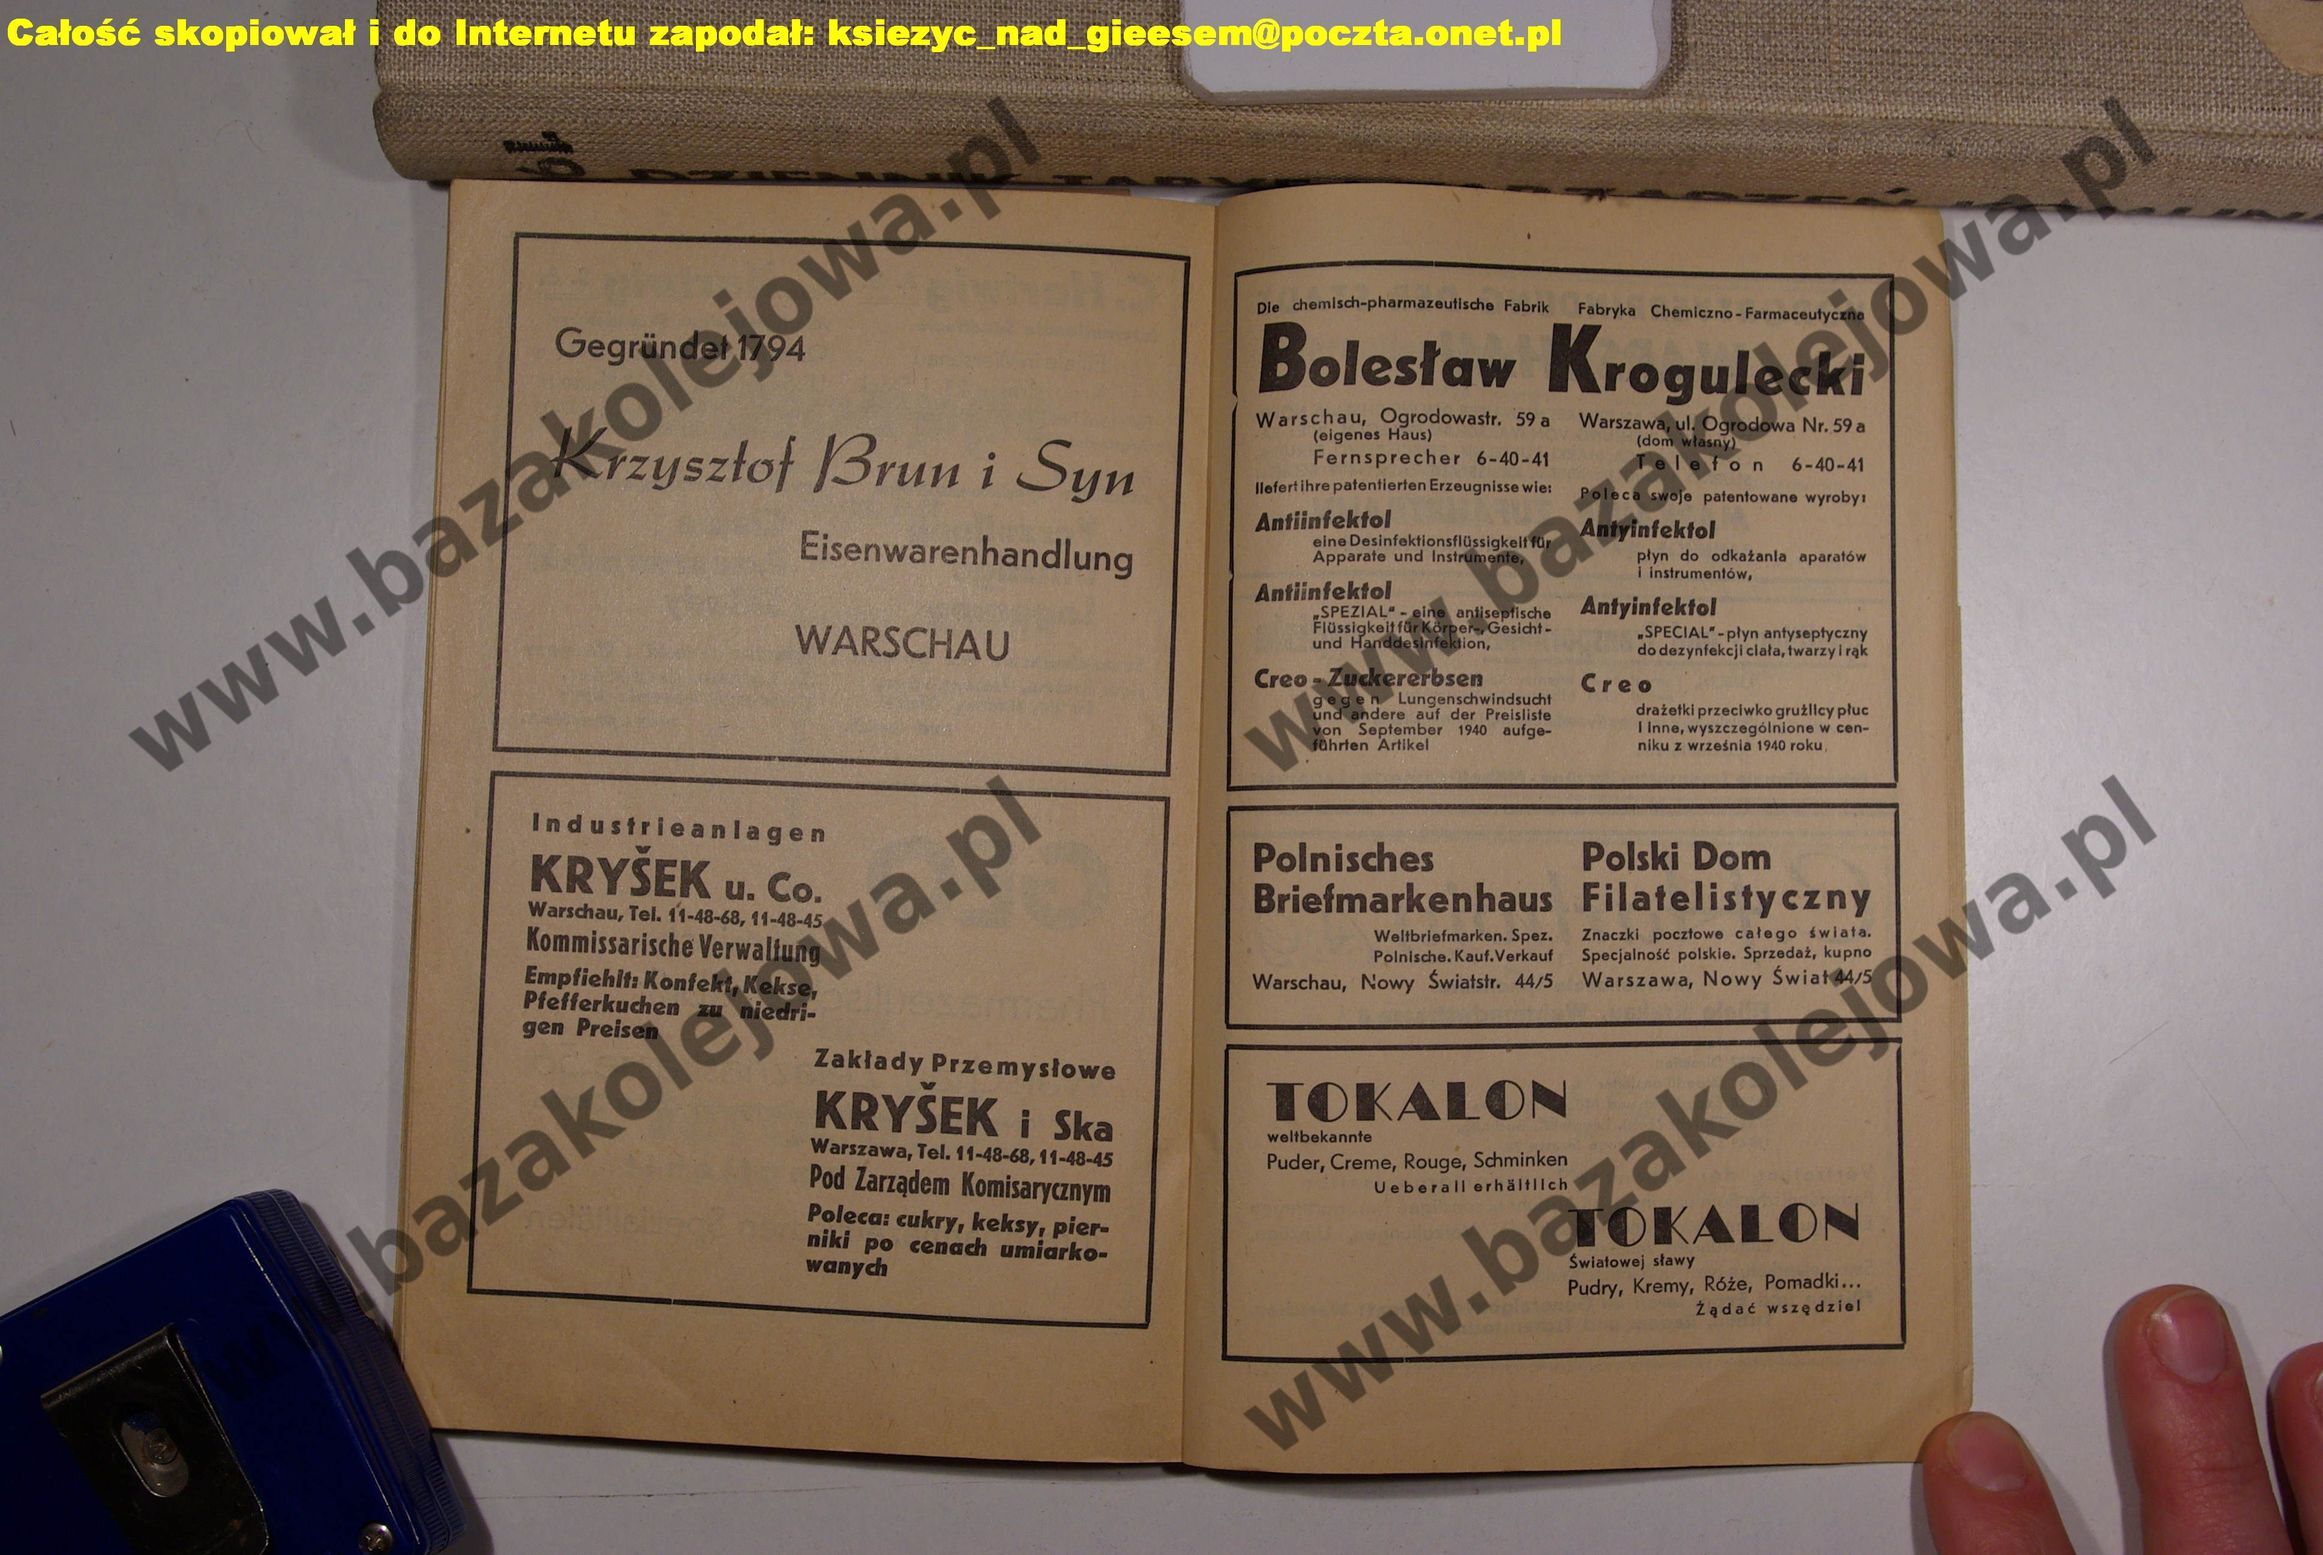 Całość skopiował i do Internetu zapodał: ksiezyc_nad_gieesem@poczta.onet.pl
Gegründet 1794
Krzysztof Brun i Syn
Eisenwarenhandlung
WARSCHAU
Industrieanlagen
KRYŠEK u. Co.
Warschau, Tel. 11-48-68, 11-48-45
Kommissarische Verwaltung
Empfiehlt: Konfekt, Kekse,
Pfefferkuchen zu niedri-
gen Preisen
Zakłady Przemysłowe
KRYŠEK i Ska
Warszawa, Tel. 11-48-68, 11-48-45
Pod Zarządem Komisarycznym
Poleca: cukry, keksy, pier-
niki po cenach umiarko-
wanych
Die chemisch-pharmazeutische Fabrik Fabryka Chemiczno-Farmaceutyczna
Bolesław Krogulecki
Warschau, Ogrodowastr. 59 a
(eigenes Haus)
Fernsprecher 6-40-41
liefert ihre patentierten Erzeugnisse wie:
Antiinfektol
eine Desinfektionsflüssigkeit für
Apparate und Instrumente,
Antiinfektol
„SPEZIAL" - eine antiseptische
Flüssigkeit für Körper-, Gesicht-
und Handdesinfektion,
Creo - Zuckererbsen
gegen Lungenschwindsucht
und andere auf der Preisliste
von September 1940 aufge-
führten Artikel
Warszawa, ul. Ogrodowa Nr. 59 a
(dom własny)
Telefon 6-40-41
Poleca swoje patentowane wyroby:
Antyinfektol
płyn do odkażania aparatów
i instrumentów,
Antyinfektol
„SPECIAL" - płyn antyseptyczny
do dezynfekcji ciała, twarzy i rąk
Creo
drażetki przeciwko gruźlicy płuc
i inne, wyszczególnione w cen-
niku z września 1940 roku.
Polnisches
Briefmarkenhaus
Weltbriefmarken. Spez.
Polnische. Kauf. Verkauf
Warschau, Nowy Światstr. 44/5
Polski Dom
Filatelistyczny
Znaczki pocztowe całego świata.
Specjalność polskie. Sprzedaż, kupno
Warszawa, Nowy Świat 44/5
TOKALON
weltbekannte
Puder, Creme, Rouge, Schminken
Ueberall erhältlich
TOKALON
Światowej sławy
Pudry, Kremy, Róże, Pomadki...
Żądać wszędzie!
www.bazakolejowa.pl
www.bazakolejowa.pl
www.bazakolejowa.pl
www.bazakolejowa.pl